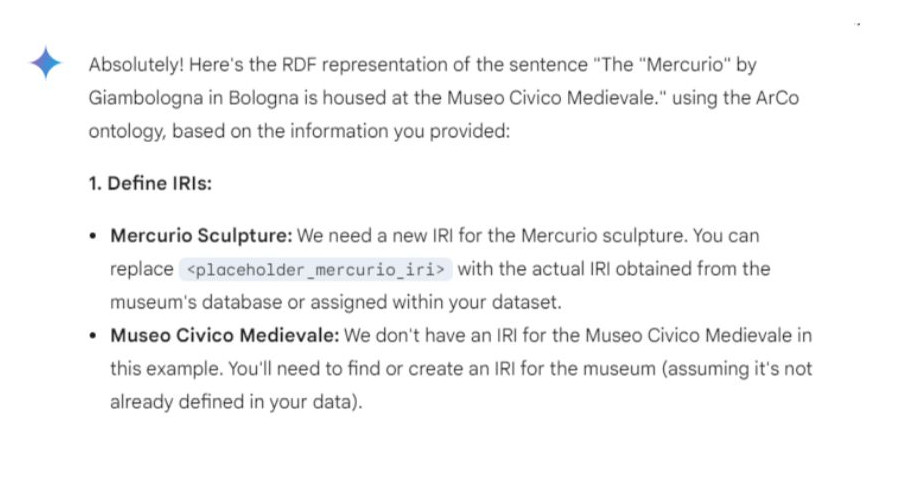 Absolutely! Here's the RDF representation of the sentence "The "Mercurio" by
Giambologna in Bologna is housed at the Museo Civico Medievale." using the ArCo
ontology, based on the information you provided:
1. Define IRIs:
• Mercurio Sculpture: We need a new IRI for the Mercurio sculpture. You can
replace <placeholder_mercurio_iri> with the actual IRI obtained from the
museum's database or assigned within your dataset.
• Museo Civico Medievale: We don't have an IRI for the Museo Civico Medievale in
this example. You'll need to find or create an IRI for the museum (assuming it's not
already defined in your data).